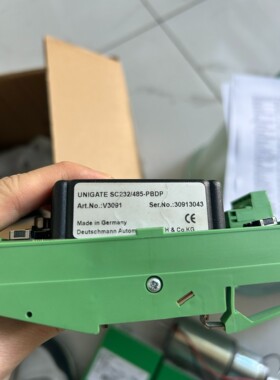 UNIGATE SC232/485-PBDP
Art.No.:V3091 Ser.No.:30913043
Made in Germany CE
Deutschmann Autom H & Co.KG